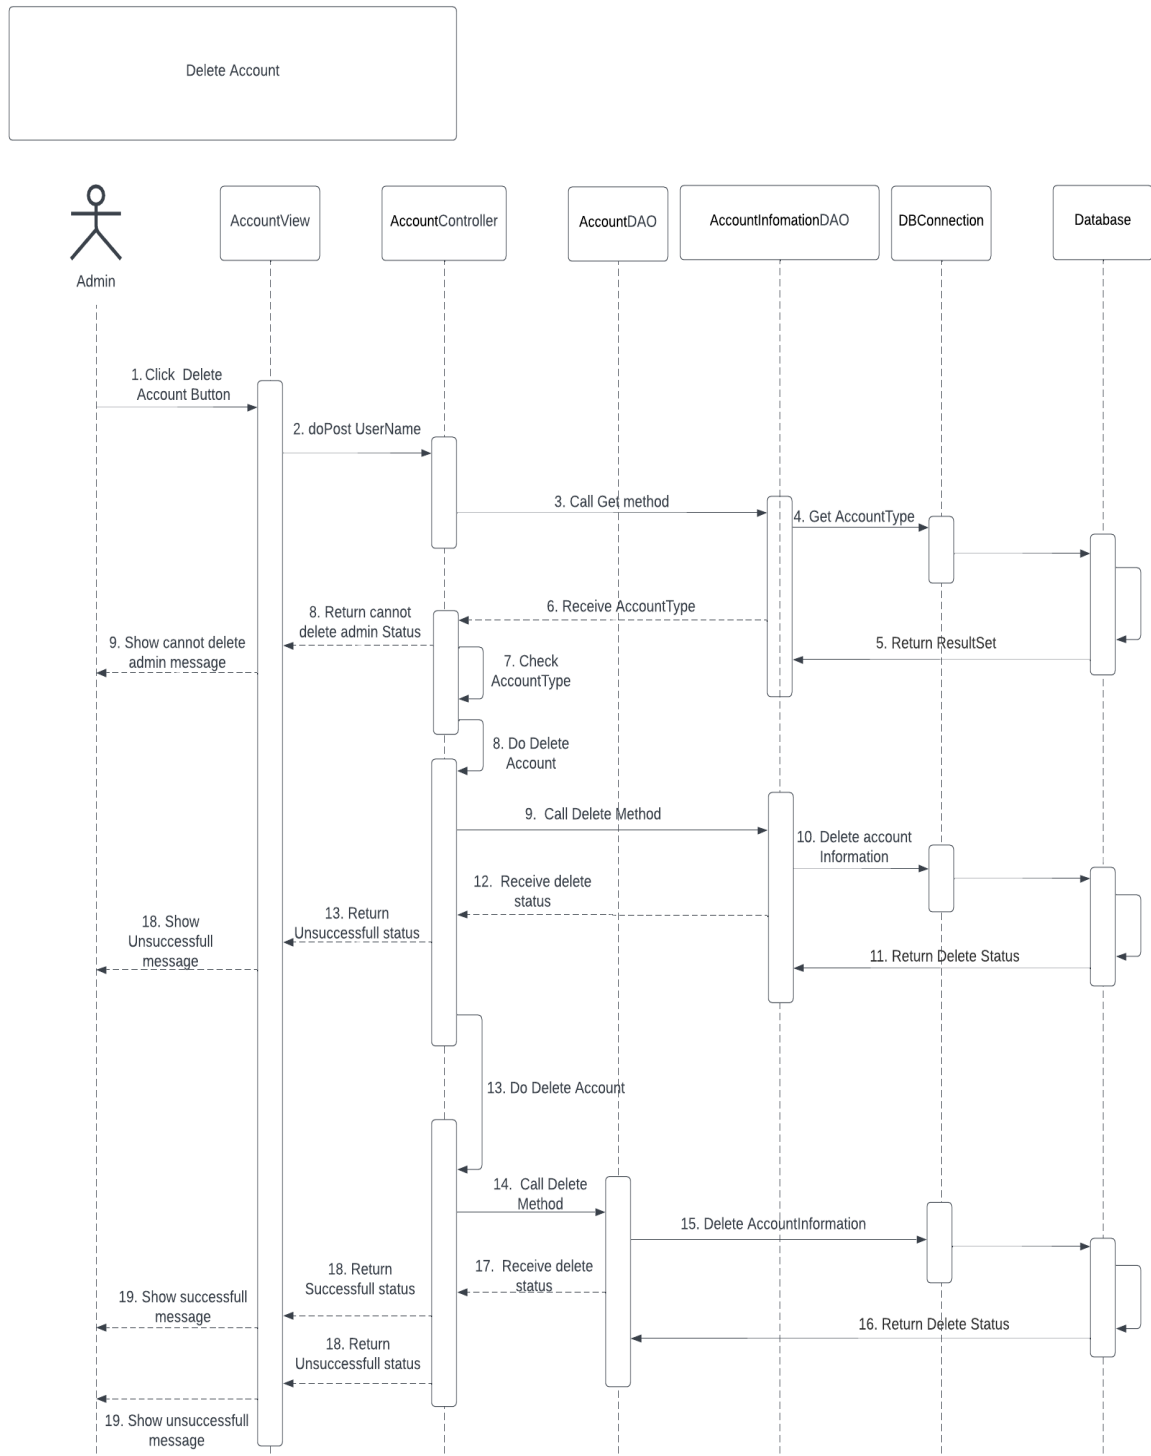 Delete Account
AccountView
AccountController
AccountDAO
AccountInfomationDAO
DBConnection
Database
Admin
1. Click Delete
Account Button
2. doPost UserName
3. Call Get method
4. Get AccountType
6. Receive AccountType
8. Return cannot
delete admin Status
9. Show cannot delete
admin message
5. Return ResultSet
7. Check
AccountType
8. Do Delete
Account
9. Call Delete Method
10. Delete account
Information
12. Receive delete
status
13. Return
Unsuccessfull status
18. Show
Unsuccessfull
message
11. Return Delete Status
13. Do Delete Account
14. Call Delete
Method
15. Delete AccountInformation
17. Receive delete
status
18. Return
Successfull status
19. Show successfull
message
16. Return Delete Status
18. Return
Unsuccessfull status
19. Show unsuccessfull
message